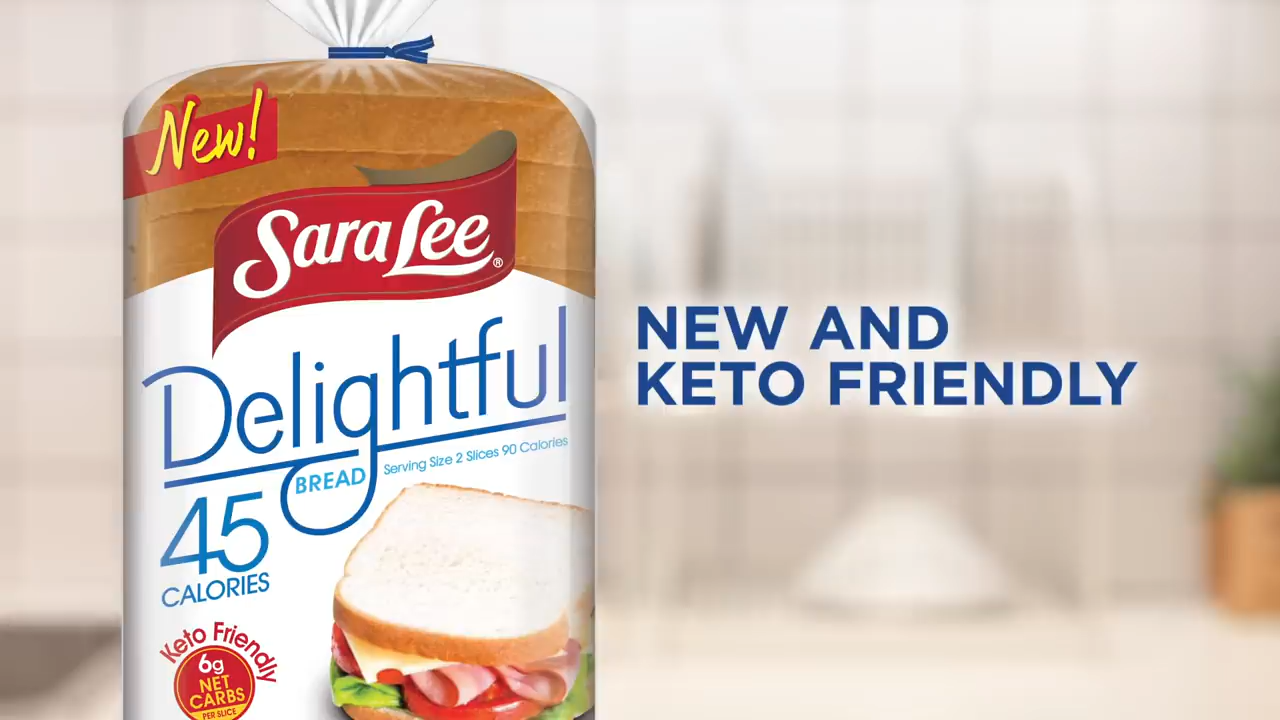 New!
Sara Lee®
Delightful
BREAD Serving Size 2 Slices 90 Calories
45
CALORIES
Keto Friendly
6g
NET
CARBS
PER SLICE
NEW AND
KETO FRIENDLY